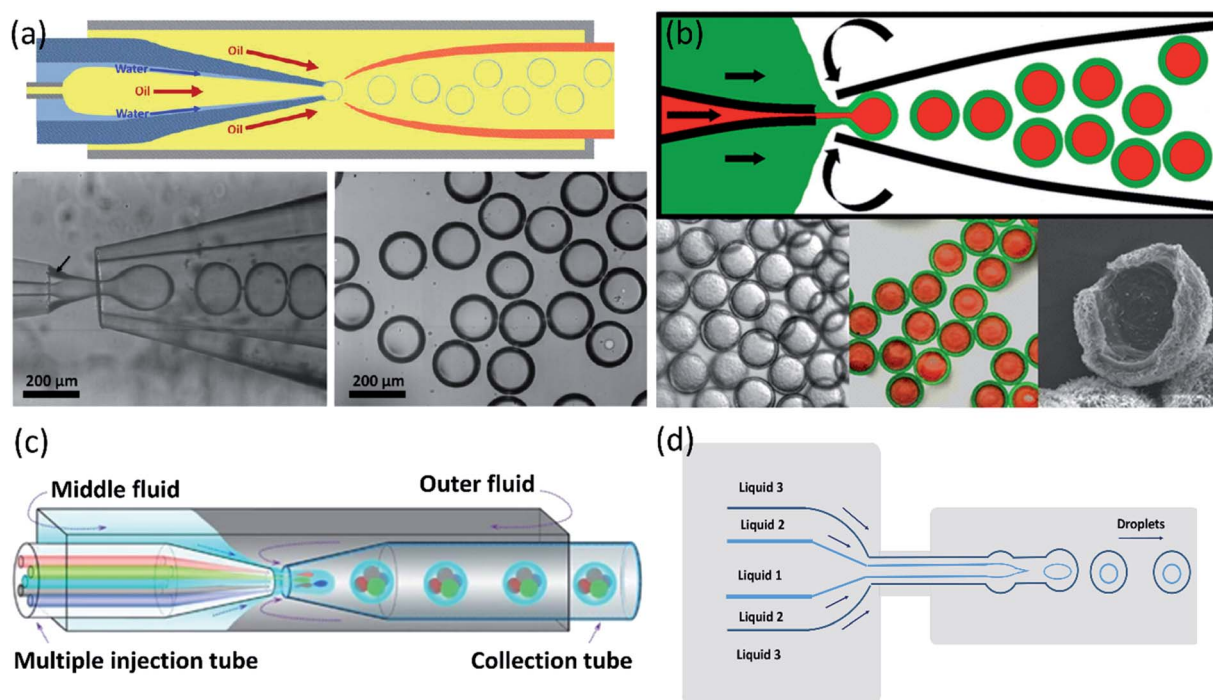 (a)
Oil
Water
Oil
Water
Oil
200 μm
200 μm
(b)
(c)
Middle fluid
Outer fluid
Multiple injection tube
Collection tube
(d)
Liquid 3
Liquid 2
Liquid 1
Liquid 2
Liquid 3
Droplets